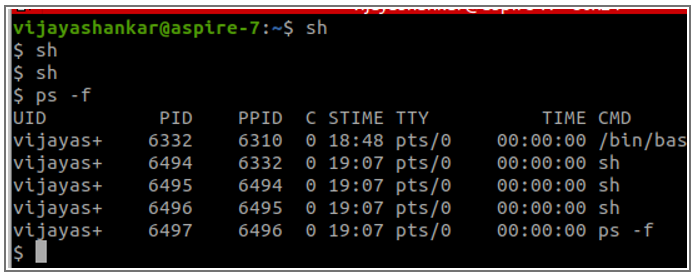 vijayashankar@aspire-7:~$ sh
$ sh
$ sh
$ ps -f
UID PID PPID C STIME TTY TIME CMD
vijayas+ 6332 6310 0 18:48 pts/0 00:00:00 /bin/bas
vijayas+ 6494 6332 0 19:07 pts/0 00:00:00 sh
vijayas+ 6495 6494 0 19:07 pts/0 00:00:00 sh
vijayas+ 6496 6495 0 19:07 pts/0 00:00:00 sh
vijayas+ 6497 6496 0 19:07 pts/0 00:00:00 ps -f
$